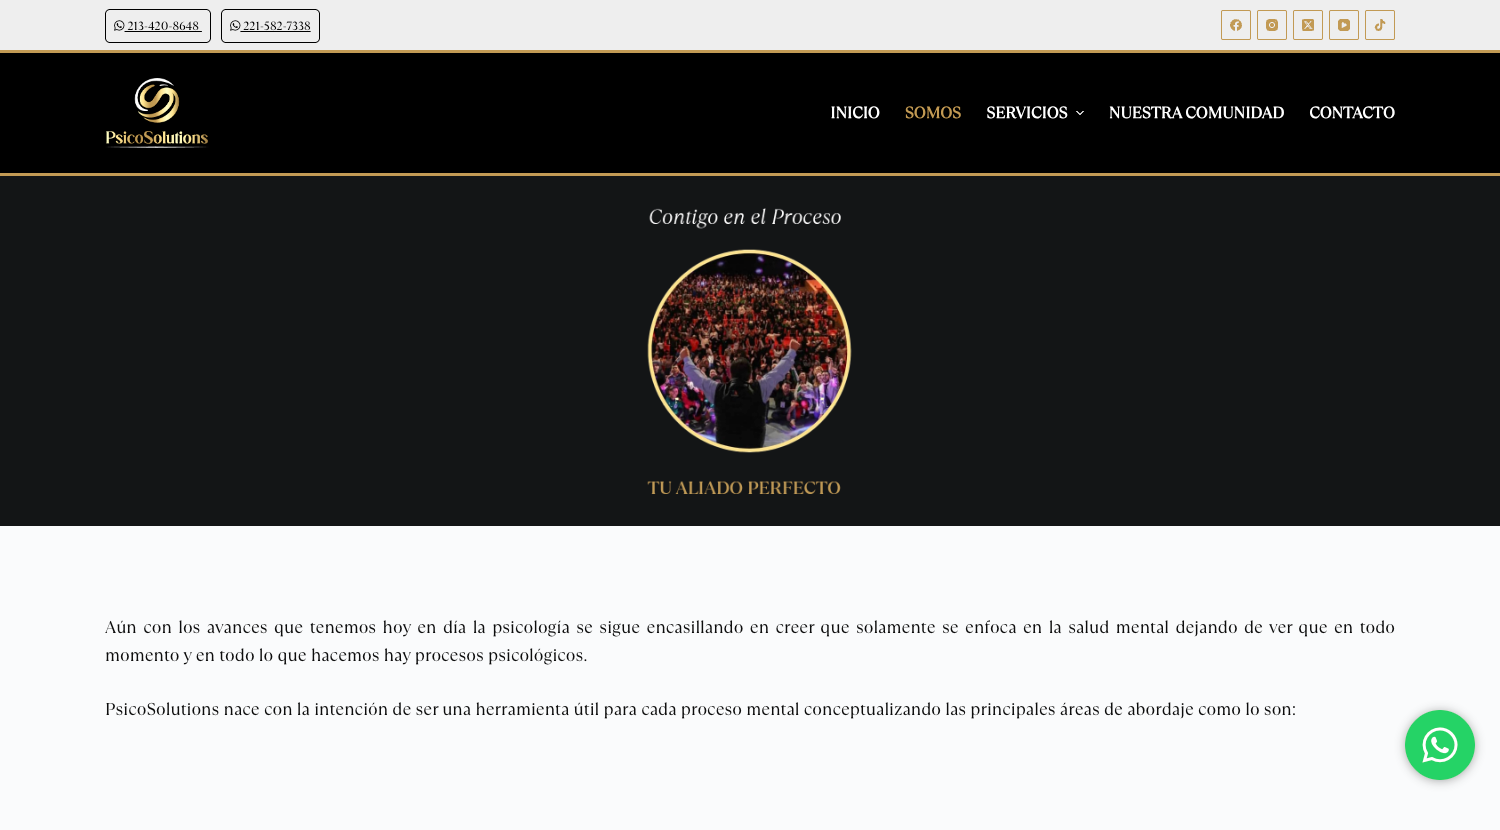 213-420-8648
221-582-7338
PsicoSolutions
INICIO
SOMOS
SERVICIOS
NUESTRA COMUNIDAD
CONTACTO
Contigo en el Proceso
TU ALIADO PERFECTO
Aún con los avances que tenemos hoy en día la psicología se sigue encasillando en creer que solamente se enfoca en la salud mental dejando de ver que en todo
momento y en todo lo que hacemos hay procesos psicológicos.
PsicoSolutions nace con la intención de ser una herramienta útil para cada proceso mental conceptualizando las principales áreas de abordaje como lo son: